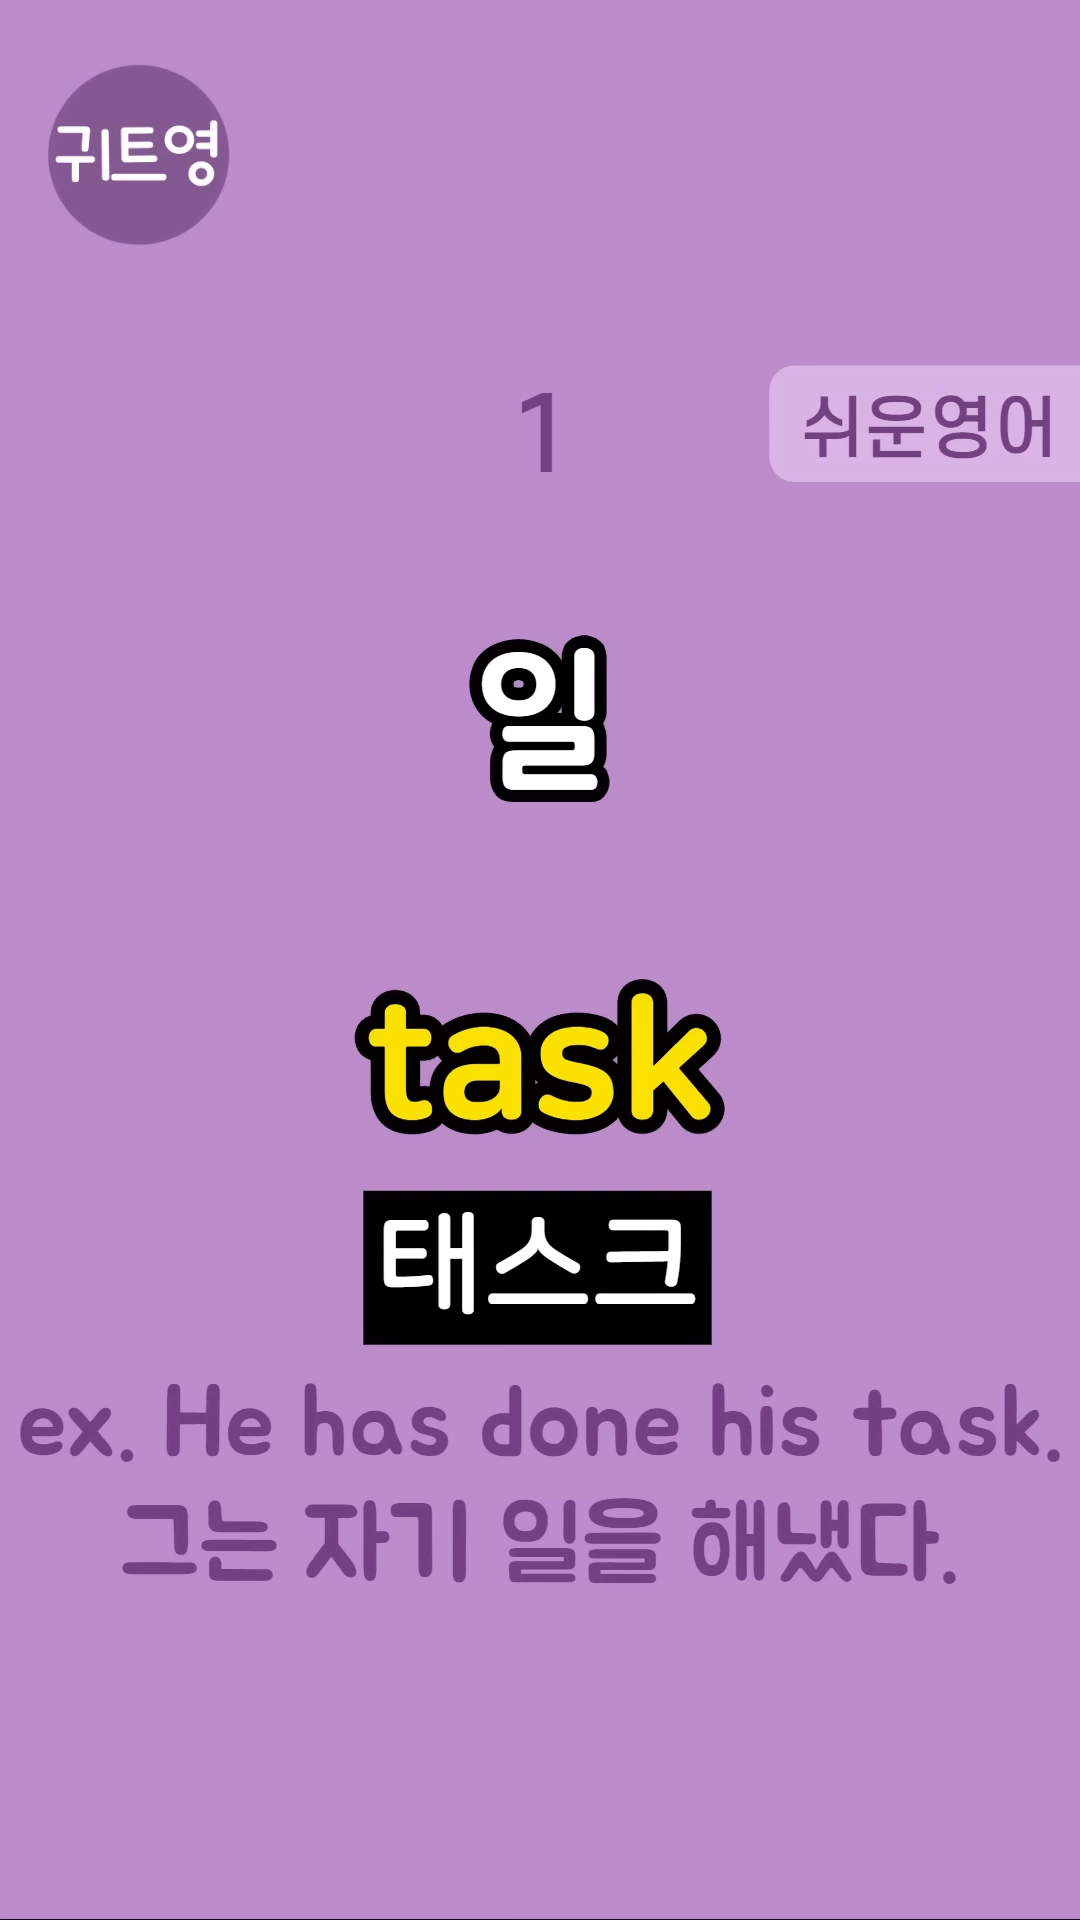 귀트영
1
쉬운영어
일
task
태스크
ex. He has done his task.
그는 자기 일을 해냈다.